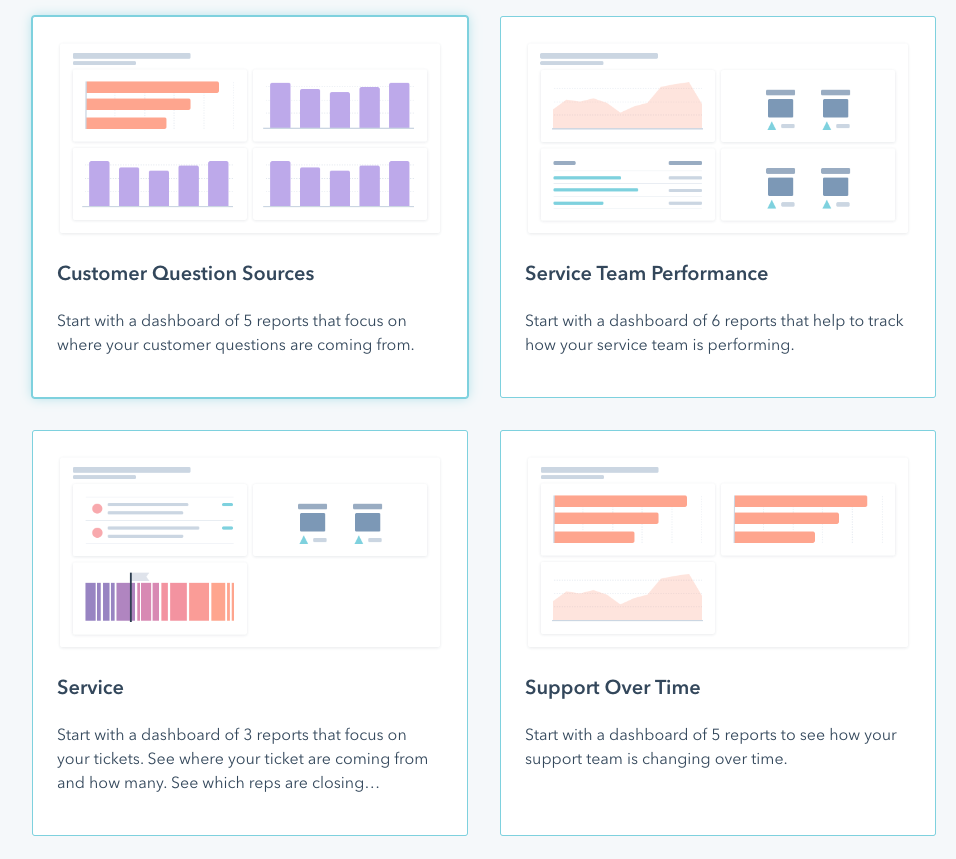 Customer Question Sources
Start with a dashboard of 5 reports that focus on
where your customer questions are coming from.
Service Team Performance
Start with a dashboard of 6 reports that help to track
how your service team is performing.
Service
Start with a dashboard of 3 reports that focus on
your tickets. See where your ticket are coming from
and how many. See which reps are closing…
Support Over Time
Start with a dashboard of 5 reports to see how your
support team is changing over time.